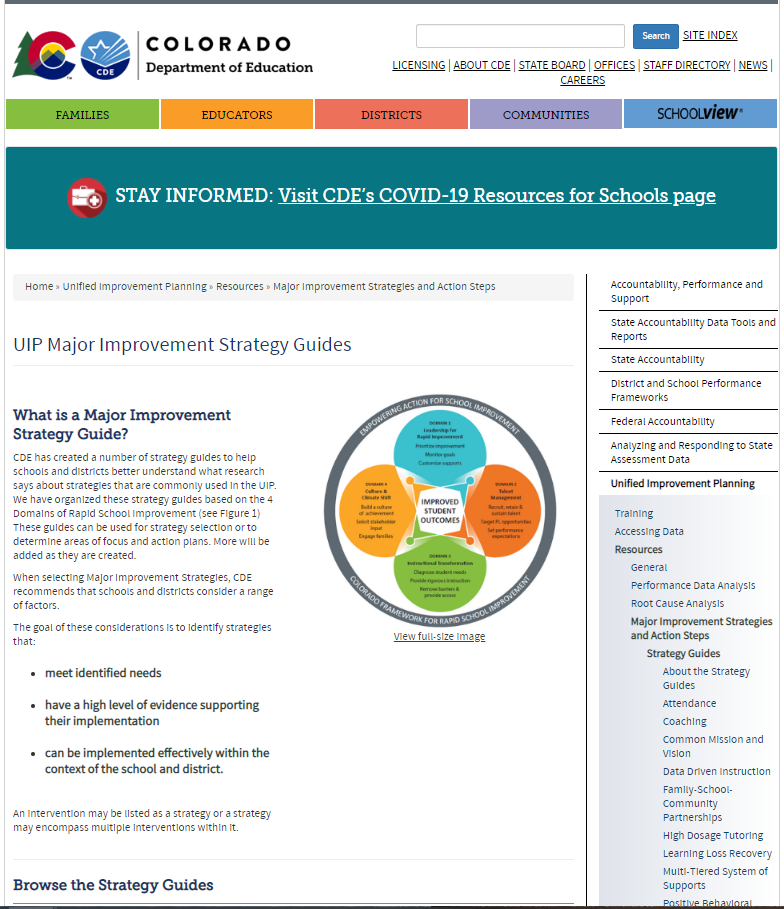 COLORADO
Department of Education
CDE
TM
Search
SITE INDEX
LICENSING | ABOUT CDE | STATE BOARD | OFFICES | STAFF DIRECTORY | NEWS |
CAREERS
FAMILIES
EDUCATORS
DISTRICTS
COMMUNITIES
SCHOOLVIEW®
STAY INFORMED: Visit CDE's COVID-19 Resources for Schools page
Home » Unified Improvement Planning » Resources » Major Improvement Strategies and Action Steps
UIP Major Improvement Strategy Guides
What is a Major Improvement
Strategy Guide?
CDE has created a number of strategy guides to help
schools and districts better understand what research
says about strategies that are commonly used in the UIP.
We have organized these strategy guides based on the 4
Domains of Rapid School Improvement (see Figure 1)
These guides can be used for strategy selection or to
determine areas of focus and action plans. More will be
added as they are created.
When selecting Major Improvement Strategies, CDE
recommends that schools and districts consider a range
of factors.
The goal of these considerations is to identify strategies
that:
• meet identified needs
• have a high level of evidence supporting
their implementation
• can be implemented effectively within the
context of the school and district.
An intervention may be listed as a strategy or a strategy
may encompass multiple interventions within it.
Browse the Strategy Guides
EMPOWERING ACTION FOR SCHOOL IMPROVEMENT
DOMAIN 1
Leadership for
Rapid Improvement
Prioritize improvement
Monitor goals
Customize supports
DOMAIN 4
Culture &
Climate Shift
Build a culture
of achievement
Solicit stakeholder
input
Engage families
IMPROVED
STUDENT
OUTCOMES
DOMAIN 2
Talent
Management
Recruit, retain &
sustain talent
Target PL opportunities
Set performance
expectations
DOMAIN 3
Instructional Transformation
Diagnose student needs
Provide rigorous instruction
Remove barriers &
provide access
COLORADO FRAMEWORK FOR RAPID SCHOOL IMPROVEMENT
View full-size image
Accountability, Performance and
Support
State Accountability Data Tools and
Reports
State Accountability
District and School Performance
Frameworks
Federal Accountability
Analyzing and Responding to State
Assessment Data
Unified Improvement Planning
Training
Accessing Data
Resources
General
Performance Data Analysis
Root Cause Analysis
Major Improvement Strategies
and Action Steps
Strategy Guides
About the Strategy
Guides
Attendance
Coaching
Common Mission and
Vision
Data Driven Instruction
Family-School-
Community
Partnerships
High Dosage Tutoring
Learning Loss Recovery
Multi-Tiered System of
Supports
Positive Behavioral